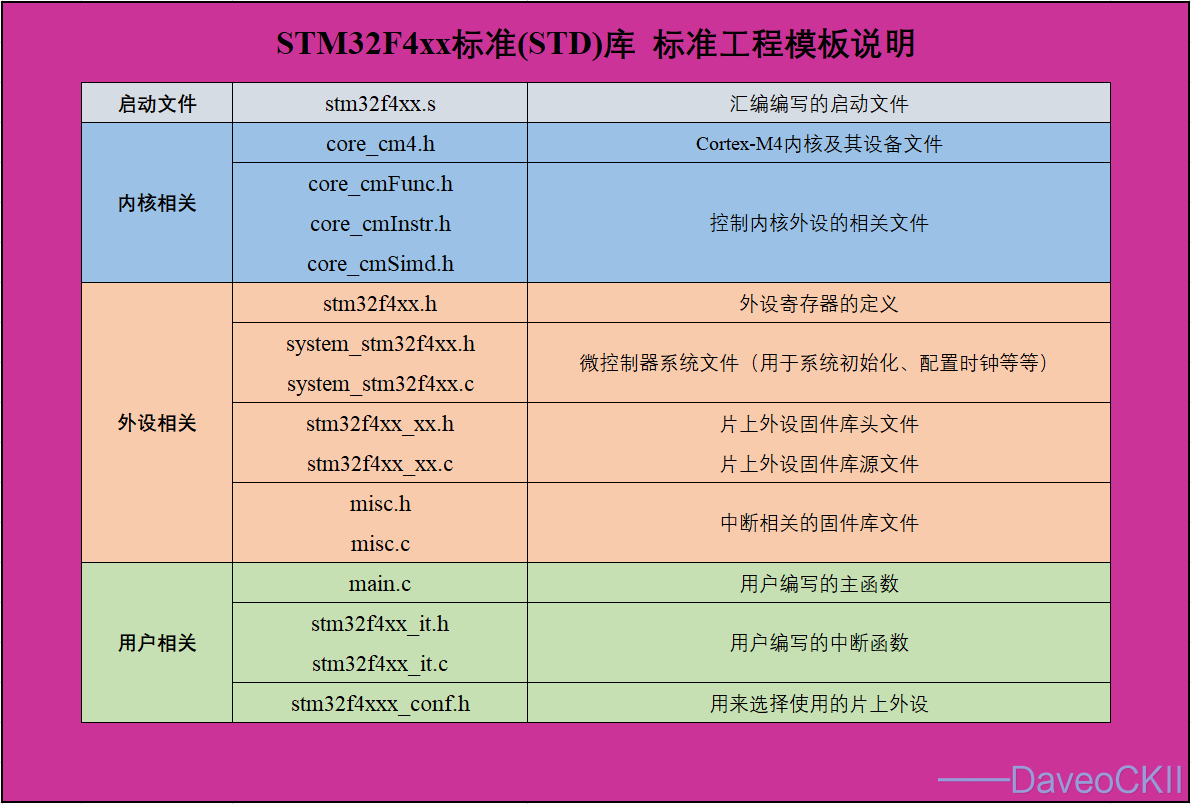 STM32F4xx标准(STD)库 标准工程模板说明
启动文件
stm32f4xx.s
汇编编写的启动文件
内核相关
core_cm4.h
Cortex-M4内核及其设备文件
core_cmFunc.h
core_cmInstr.h
core_cmSimd.h
控制内核外设的相关文件
外设相关
stm32f4xx.h
外设寄存器的定义
system_stm32f4xx.h
system_stm32f4xx.c
微控制器系统文件（用于系统初始化、配置时钟等等）
stm32f4xx_xx.h
片上外设固件库头文件
stm32f4xx_xx.c
片上外设固件库源文件
misc.h
misc.c
中断相关的固件库文件
用户相关
main.c
用户编写的主函数
stm32f4xx_it.h
stm32f4xx_it.c
用户编写的中断函数
stm32f4xxx_conf.h
用来选择使用的片上外设
——DaveoCKII